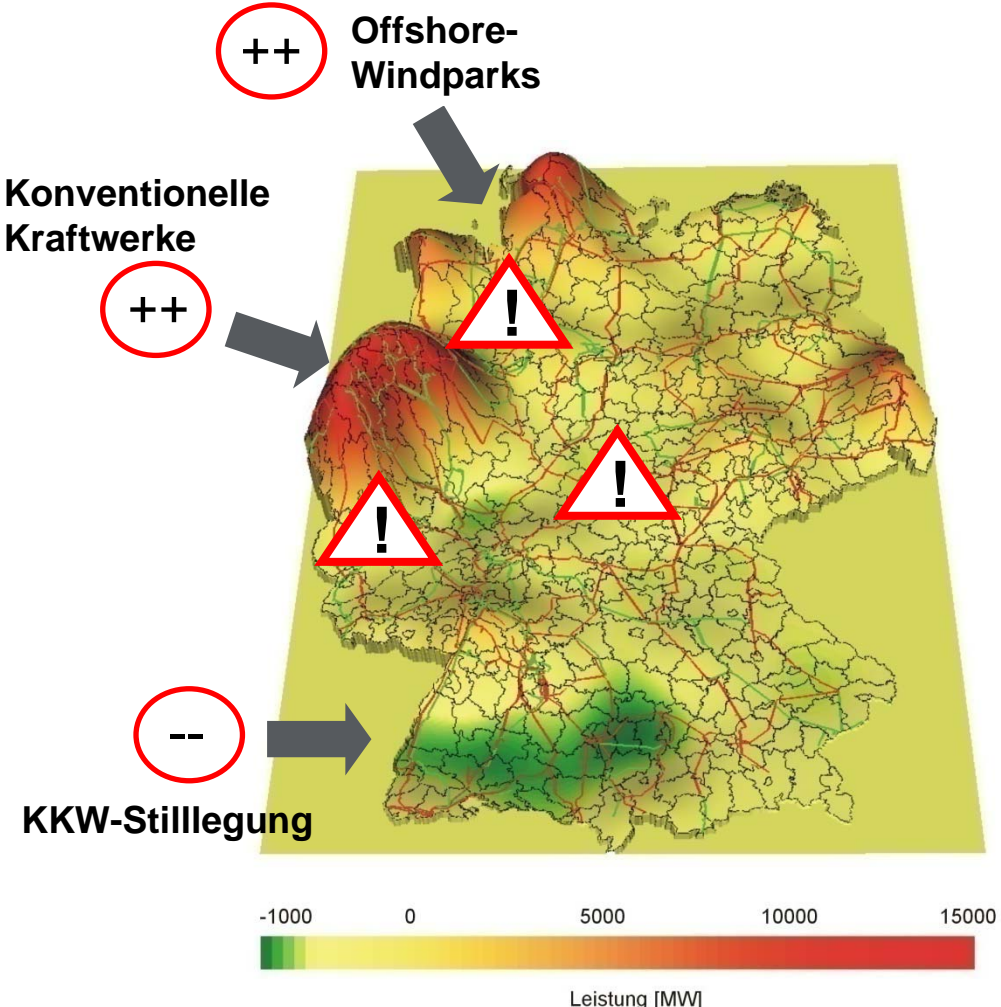 ++
Offshore-
Windparks
Konventionelle
Kraftwerke
++
!
!
!
--
KKW-Stilllegung
-1000 0 5000 10000 15000
Leistung [MW]